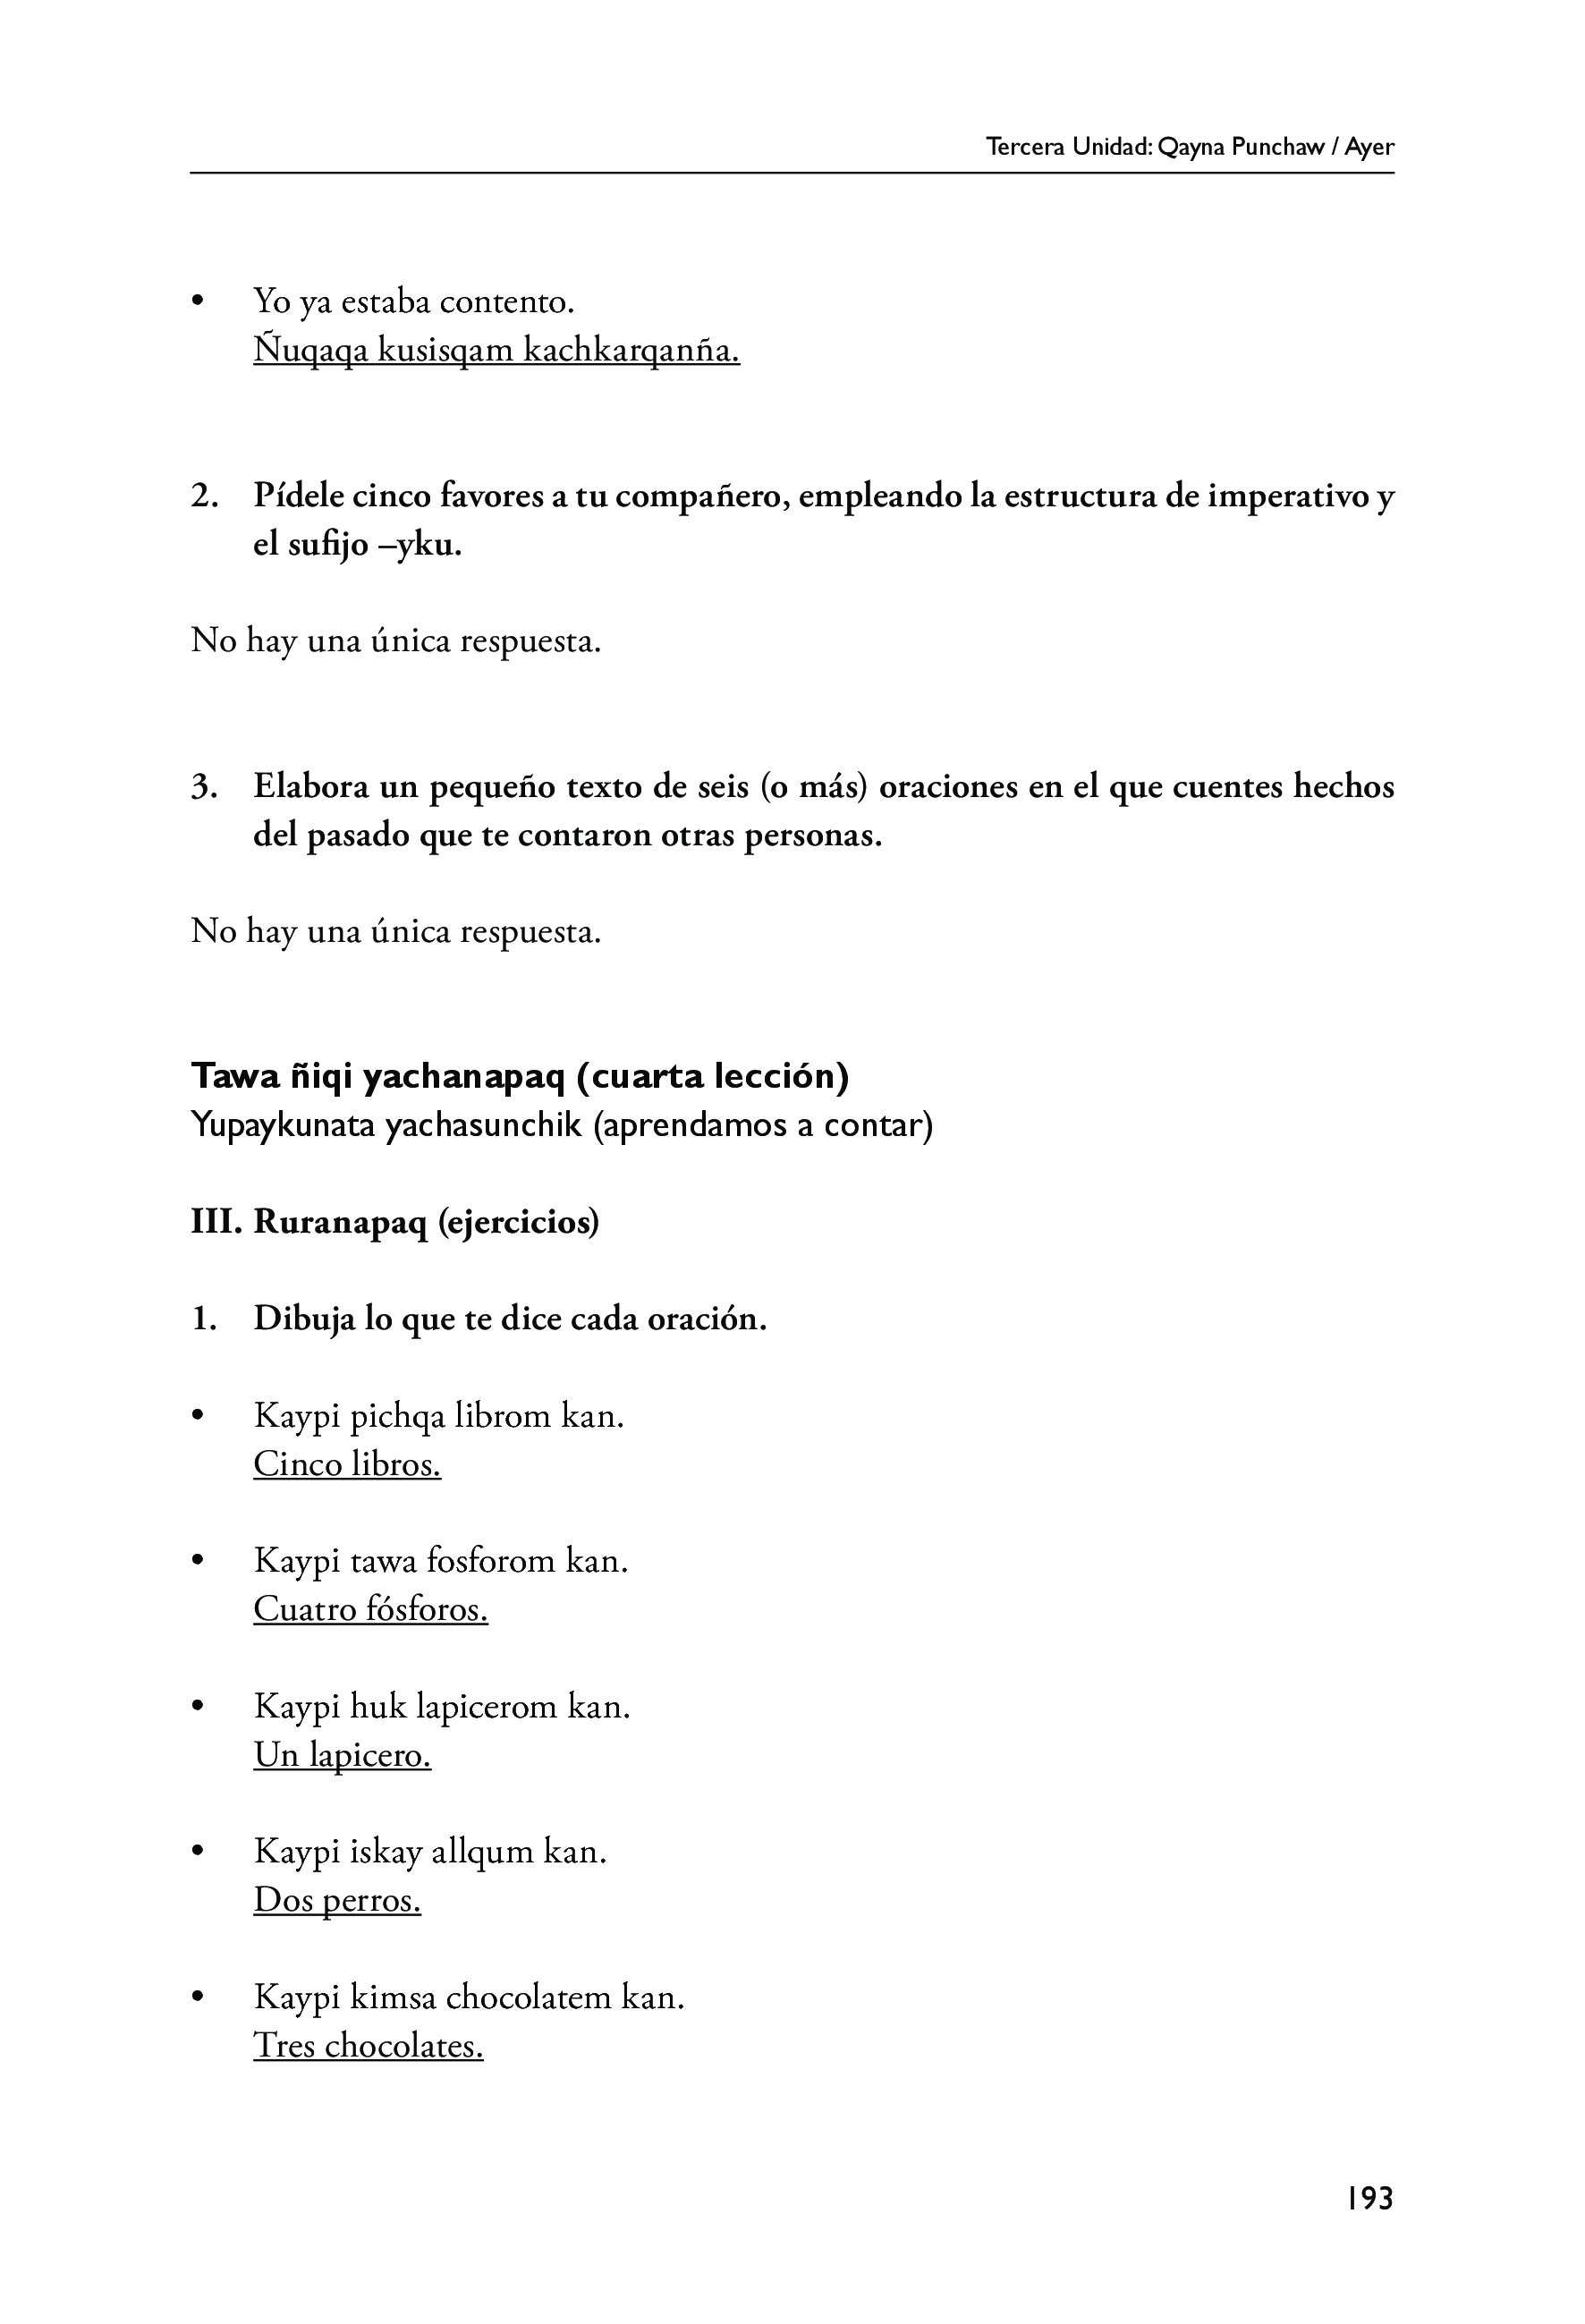 Tercera Unidad: Qayna Punchaw / Ayer
• Yo ya estaba contento.
Ñuqaqa kusisqam kachkarqanña.
2. Pídele cinco favores a tu compañero, empleando la estructura de imperativo y
el sufijo –yku.
No hay una única respuesta.
3. Elabora un pequeño texto de seis (o más) oraciones en el que cuentes hechos
del pasado que te contaron otras personas.
No hay una única respuesta.
Tawa ñiqi yachanapaq (cuarta lección)
Yupaykunata yachasunchik (aprendamos a contar)
III. Ruranapaq (ejercicios)
1. Dibuja lo que te dice cada oración.
• Kaypi pichqa librom kan.
Cinco libros.
• Kaypi tawa fosforom kan.
Cuatro fósforos.
• Kaypi huk lapicerom kan.
Un lapicero.
• Kaypi iskay allqum kan.
Dos perros.
• Kaypi kimsa chocolatem kan.
Tres chocolates.
193